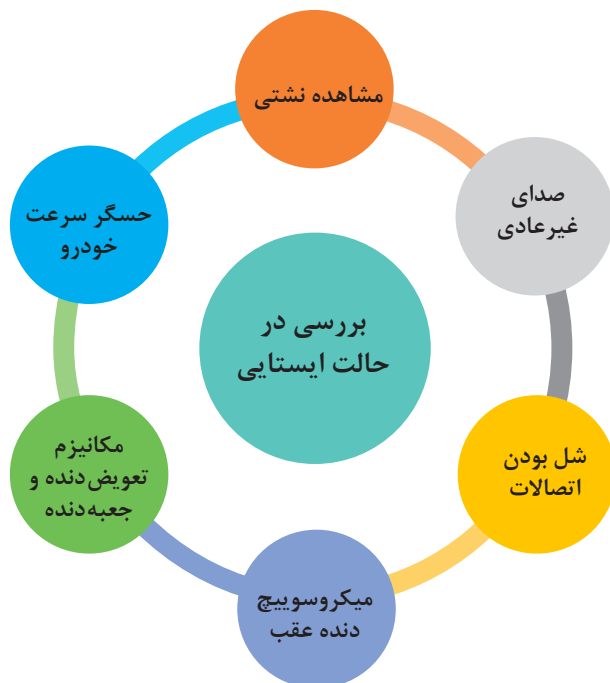 مشاهده نشتی
صدای
غیرعادی
شل بودن
اتصالات
میکروسوییچ
دنده عقب
مکانیزم
تعویض‌دنده و
جعبه‌دنده
حسگر سرعت
خودرو
بررسی در
حالت ایستایی